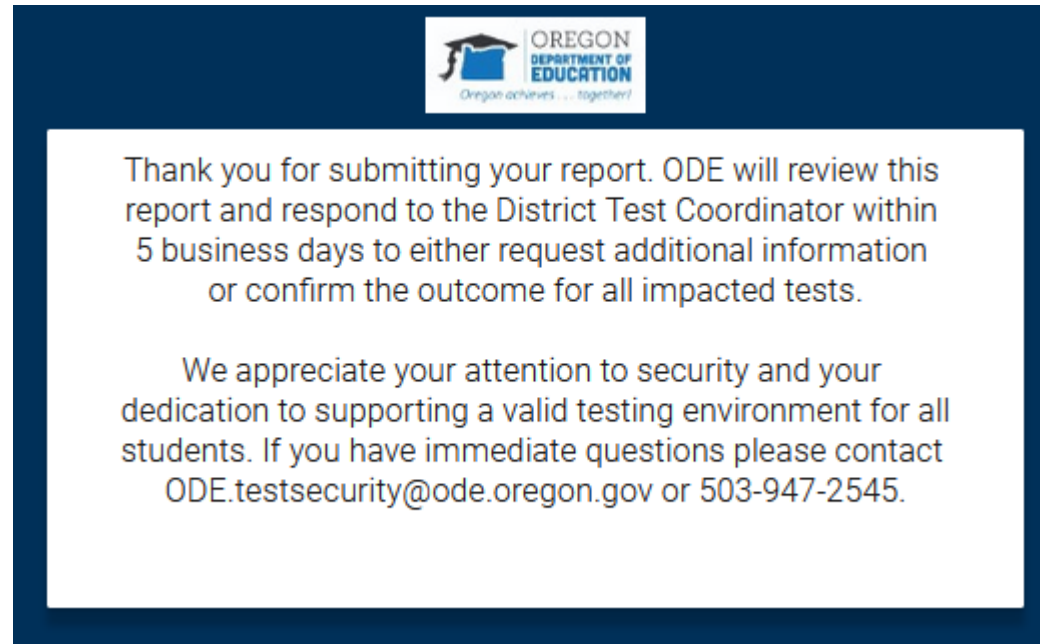 OREGON
DEPARTMENT OF
EDUCATION
Oregon achieves . . . together!
Thank you for submitting your report. ODE will review this
report and respond to the District Test Coordinator within
5 business days to either request additional information
or confirm the outcome for all impacted tests.
We appreciate your attention to security and your
dedication to supporting a valid testing environment for all
students. If you have immediate questions please contact
ODE.testsecurity@ode.oregon.gov or 503-947-2545.